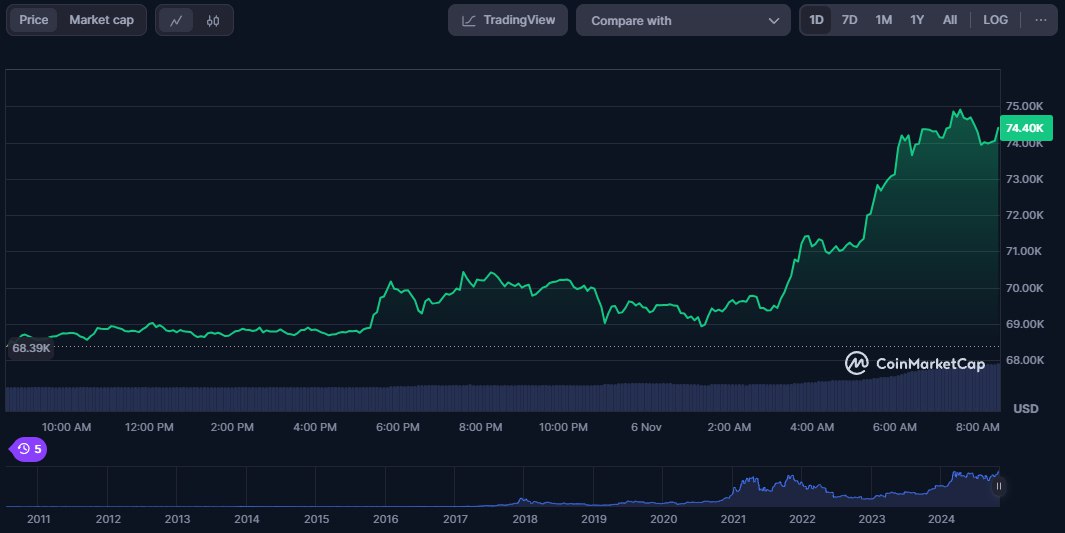 Price Market cap TradingView Compare with 1D 7D 1M 1Y All LOG ...
75.00K
74.40K
74.00K
73.00K
72.00K
71.00K
70.00K
69.00K
68.39K
68.00K
CoinMarketCap
USD
10:00 AM 12:00 PM 2:00 PM 4:00 PM 6:00 PM 8:00 PM 10:00 PM 6 Nov 2:00 AM 4:00 AM 6:00 AM 8:00 AM
5
2011 2012 2013 2014 2015 2016 2017 2018 2019 2020 2021 2022 2023 2024